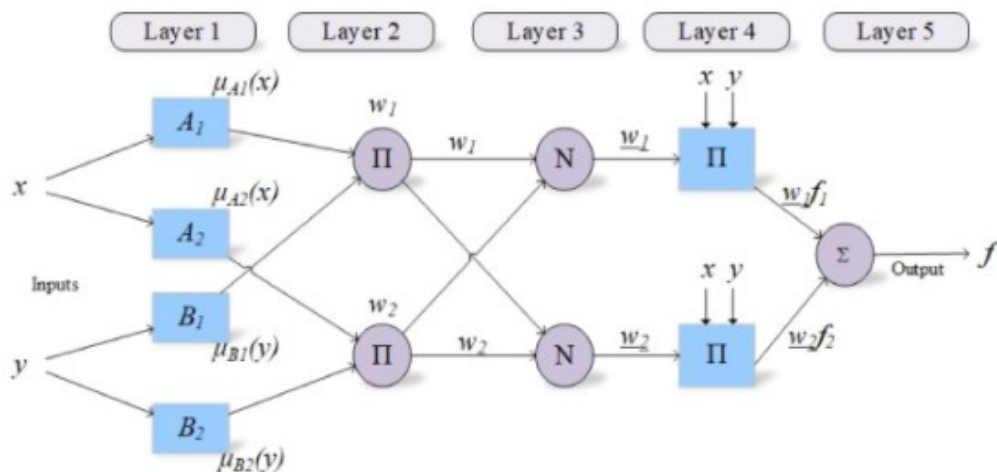 Layer 1 Layer 2 Layer 3 Layer 4 Layer 5
μA1(x) w1 x y
A1 Π w1 N w1 Π
x μA2(x) w1f1
A2 Σ Output f
Inputs w2 x y
B1 w2f2
y μB1(y) Π w2 N w2 Π
B2
μB2(y)